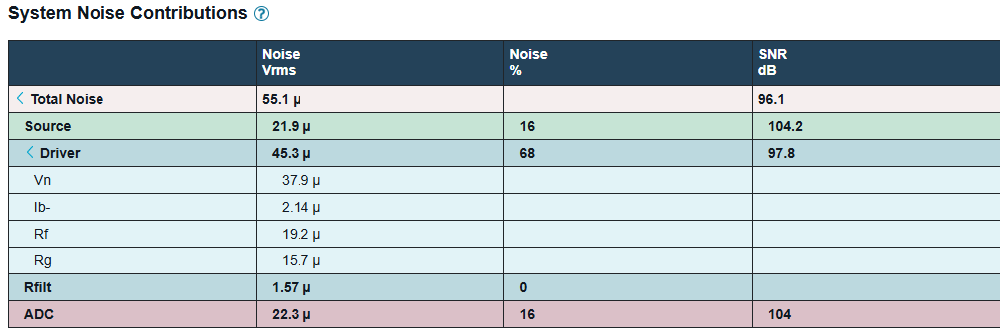 System Noise Contributions ?
Noise Vrms Noise % SNR dB
Total Noise 55.1 µ 96.1
Source 21.9 µ 16 104.2
Driver 45.3 µ 68 97.8
Vn 37.9 µ
Ib- 2.14 µ
Rf 19.2 µ
Rg 15.7 µ
Rfilt 1.57 µ 0
ADC 22.3 µ 16 104